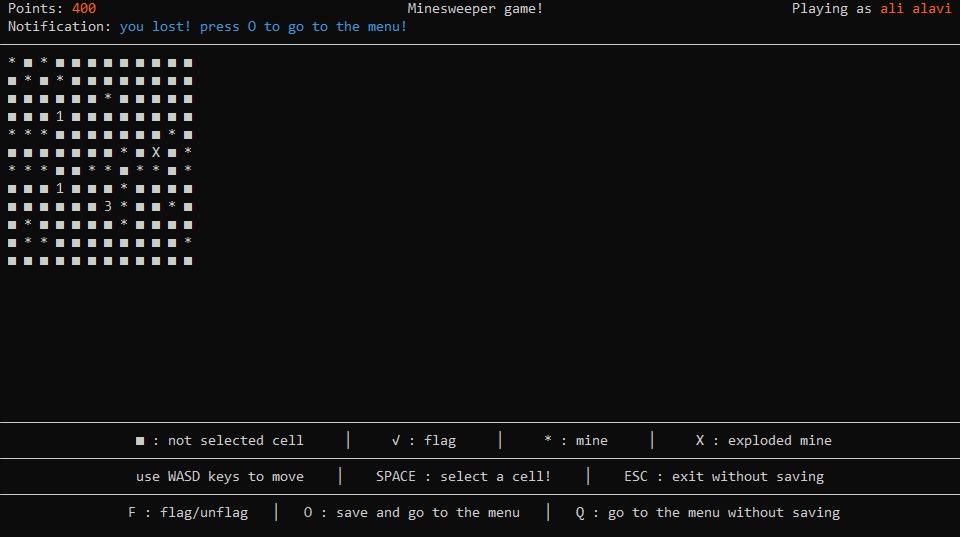 Points: 400 Minesweeper game! Playing as ali alavi
Notification: you lost! press O to go to the menu!
* ■ * ■ ■ ■ ■ ■ ■ ■ ■ ■
■ * ■ * ■ ■ ■ ■ ■ ■ ■ ■
■ ■ ■ ■ ■ ■ * ■ ■ ■ ■ ■
■ ■ ■ 1 ■ ■ ■ ■ ■ ■ ■ ■
* * * ■ ■ ■ ■ ■ ■ ■ * ■
■ ■ ■ ■ ■ ■ ■ * ■ X ■ *
* * * ■ ■ * * ■ * * ■ *
■ ■ ■ 1 ■ ■ ■ * ■ ■ ■ ■
■ ■ ■ ■ ■ ■ 3 * ■ ■ * ■
■ * ■ ■ ■ ■ ■ * ■ ■ ■ ■
■ * * ■ ■ ■ ■ ■ ■ ■ ■ *
■ ■ ■ ■ ■ ■ ■ ■ ■ ■ ■ ■
■ : not selected cell │ √ : flag │ * : mine │ X : exploded mine
use WASD keys to move │ SPACE : select a cell! │ ESC : exit without saving
F : flag/unflag │ O : save and go to the menu │ Q : go to the menu without saving